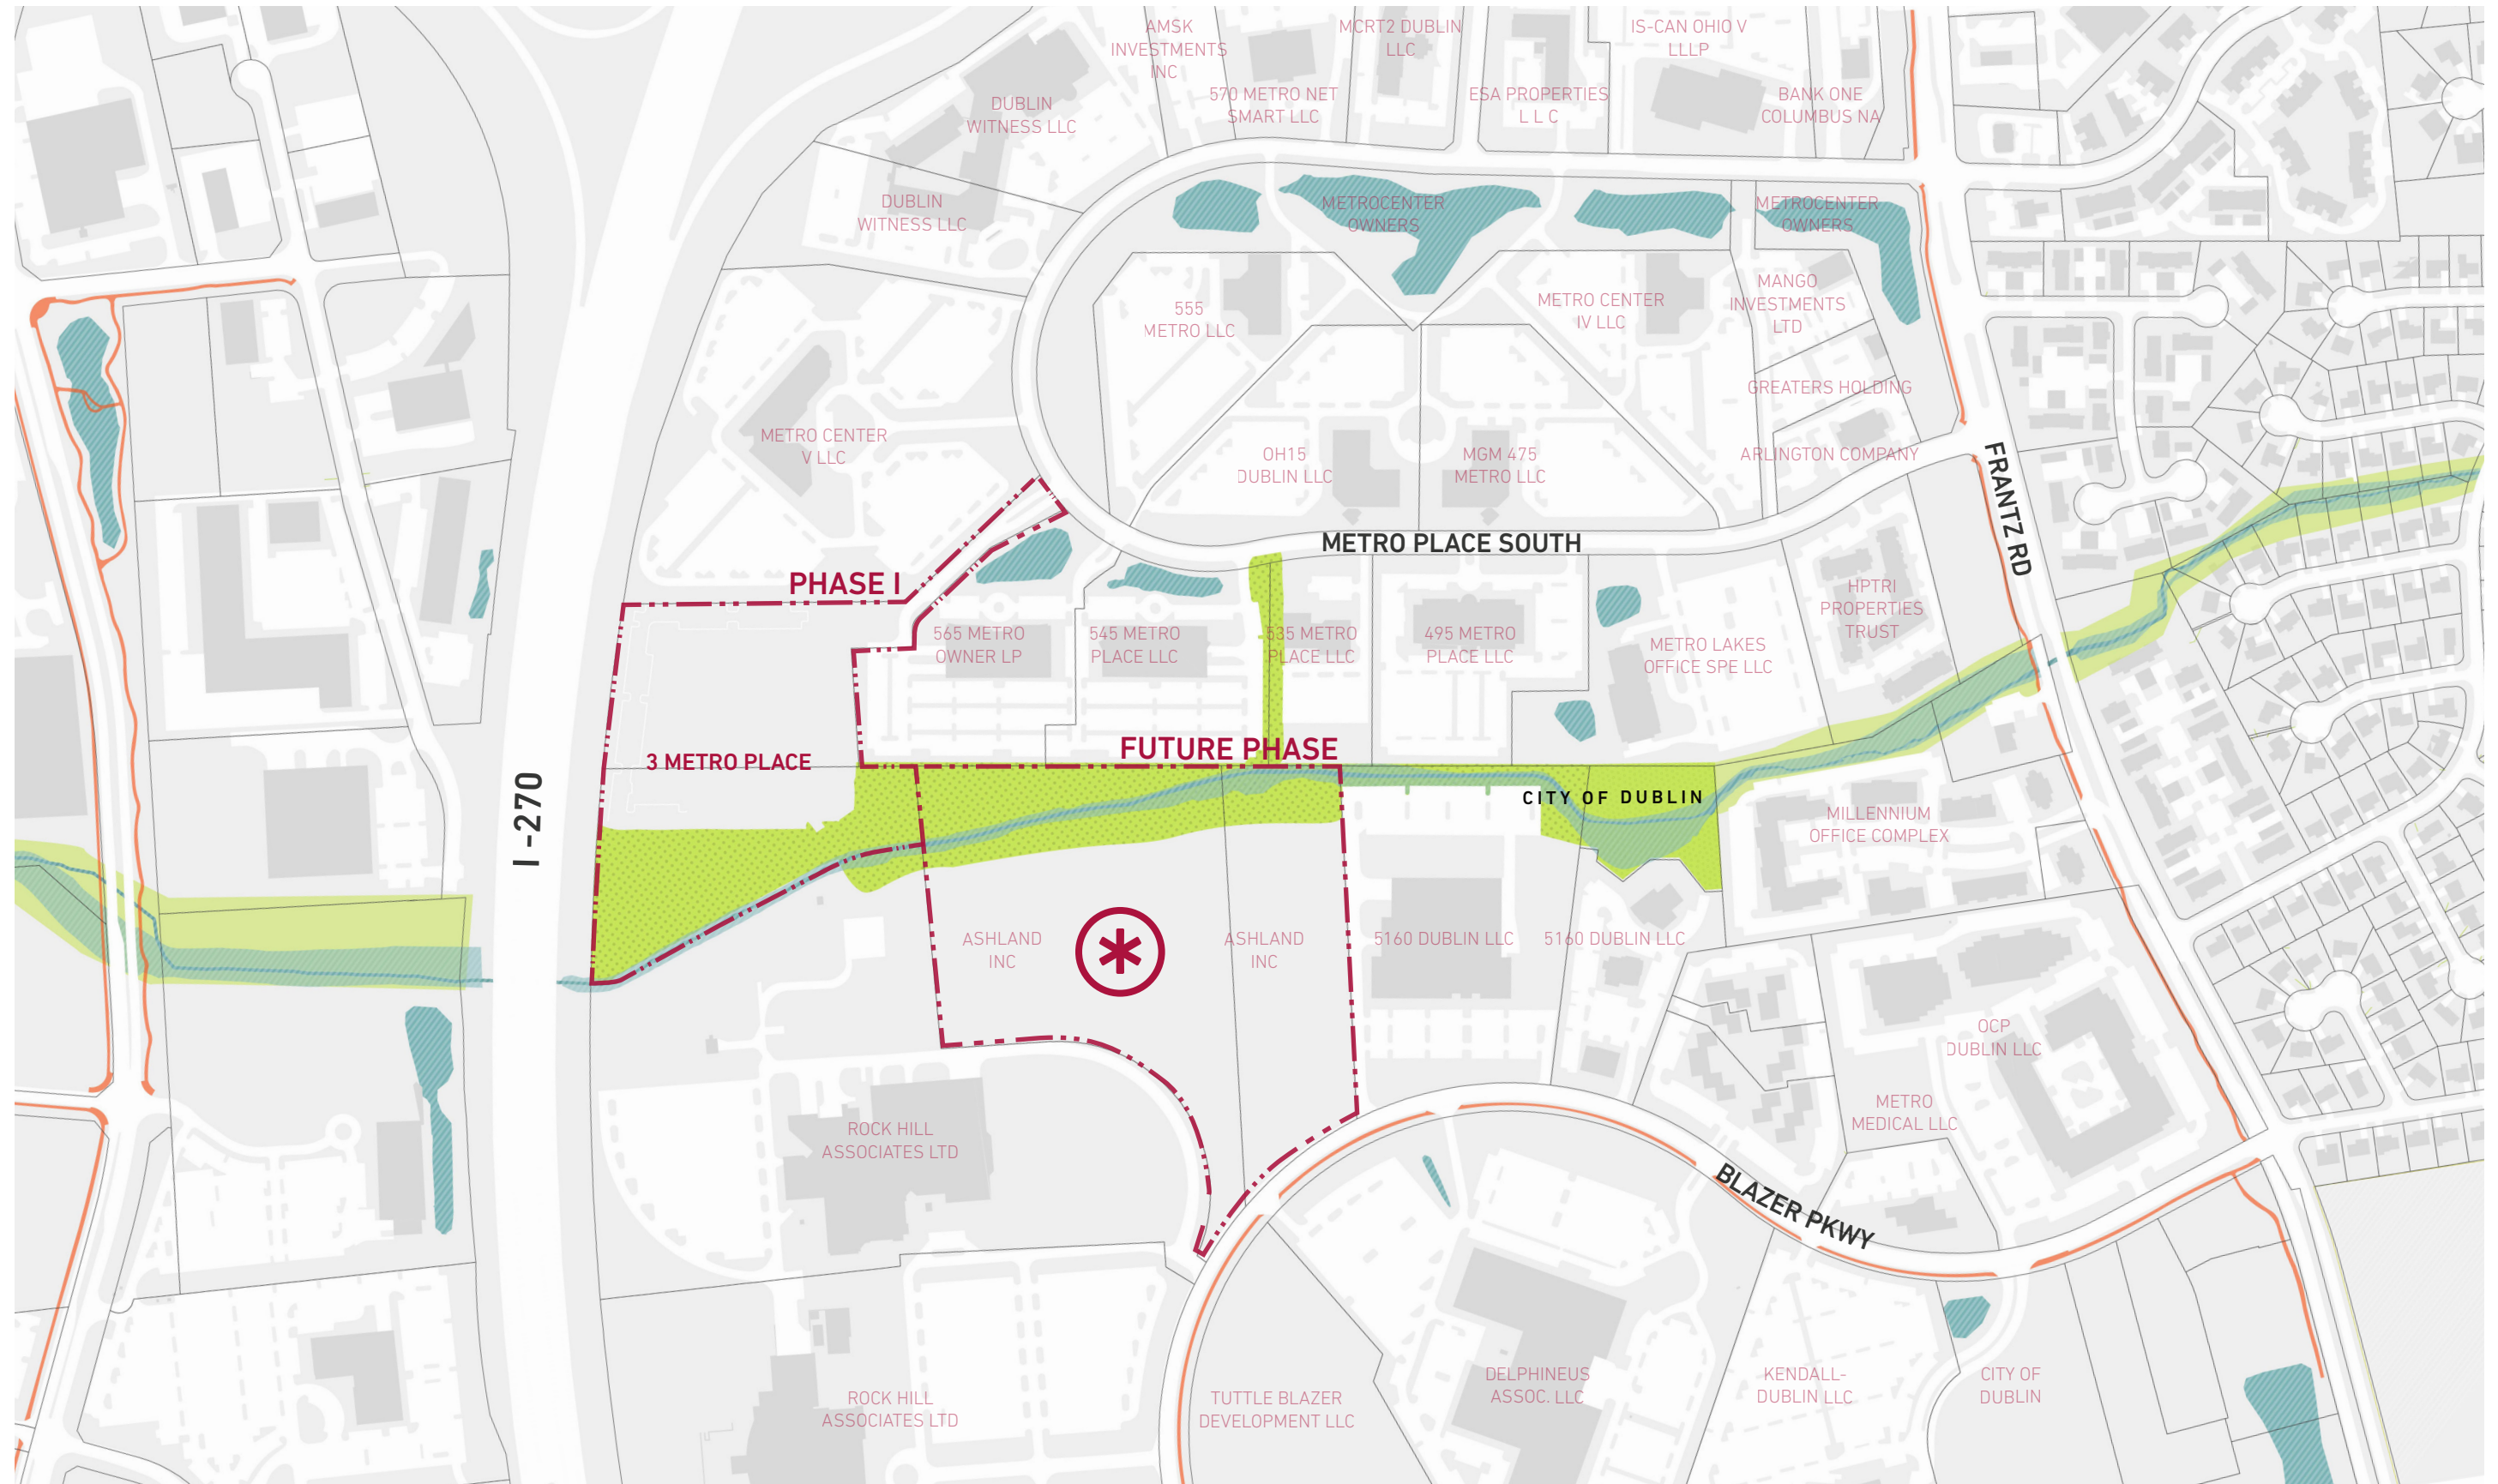 AMSK
INVESTMENTS
INC
MCRT2 DUBLIN
LLC
IS-CAN OHIO V
LLLP
DUBLIN
WITNESS LLC
570 METRO NET
SMART LLC
ESA PROPERTIES
L L C
BANK ONE
COLUMBUS NA
DUBLIN
WITNESS LLC
METROCENTER
OWNERS
METROCENTER
OWNERS
555
METRO LLC
METRO CENTER
IV LLC
MANGO
INVESTMENTS
LTD
GREATERS HOLDING
METRO CENTER
V LLC
OH15
DUBLIN LLC
MGM 475
METRO LLC
ARLINGTON COMPANY
FRANTZ RD
METRO PLACE SOUTH
PHASE I
565 METRO
OWNER LP
545 METRO
PLACE LLC
535 METRO
PLACE LLC
495 METRO
PLACE LLC
METRO LAKES
OFFICE SPE LLC
HPTRI
PROPERTIES
TRUST
3 METRO PLACE
FUTURE PHASE
I -270
CITY OF DUBLIN
MILLENNIUM
OFFICE COMPLEX
ASHLAND
INC
ASHLAND
INC
5160 DUBLIN LLC
5160 DUBLIN LLC
OCP
DUBLIN LLC
ROCK HILL
ASSOCIATES LTD
METRO
MEDICAL LLC
BLAZER PKWY
ROCK HILL
ASSOCIATES LTD
TUTTLE BLAZER
DEVELOPMENT LLC
DELPHINEUS
ASSOC. LLC
KENDALL-
DUBLIN LLC
CITY OF
DUBLIN